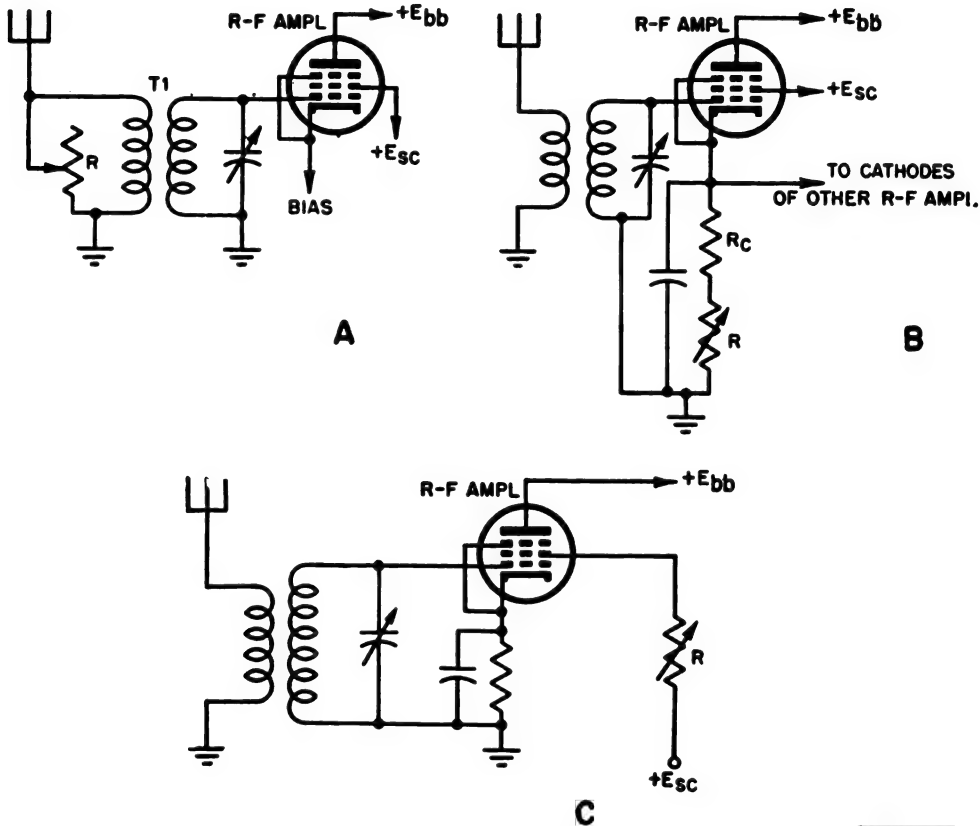 R-F AMPL
+Ebb
T1
R
+Esc
BIAS
A
R-F AMPL
+Ebb
+Esc
TO CATHODES
OF OTHER R-F AMPL.
RC
R
B
R-F AMPL
+Ebb
R
+Esc
C